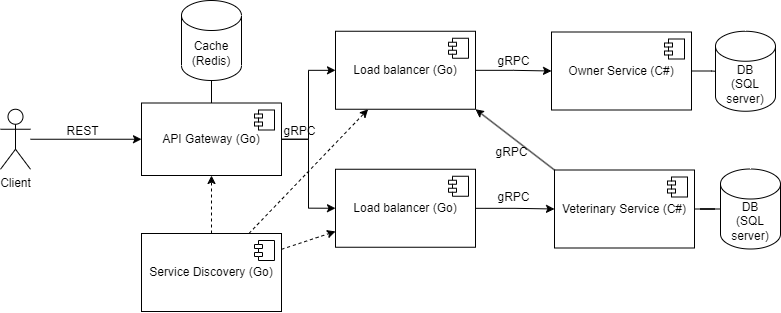 Cache
(Redis)
Load balancer (Go)
gRPC
Owner Service (C#)
DB
(SQL
server)
REST
API Gateway (Go)
gRPC
Client
gRPC
Load balancer (Go)
gRPC
Veterinary Service (C#)
DB
(SQL
server)
Service Discovery (Go)